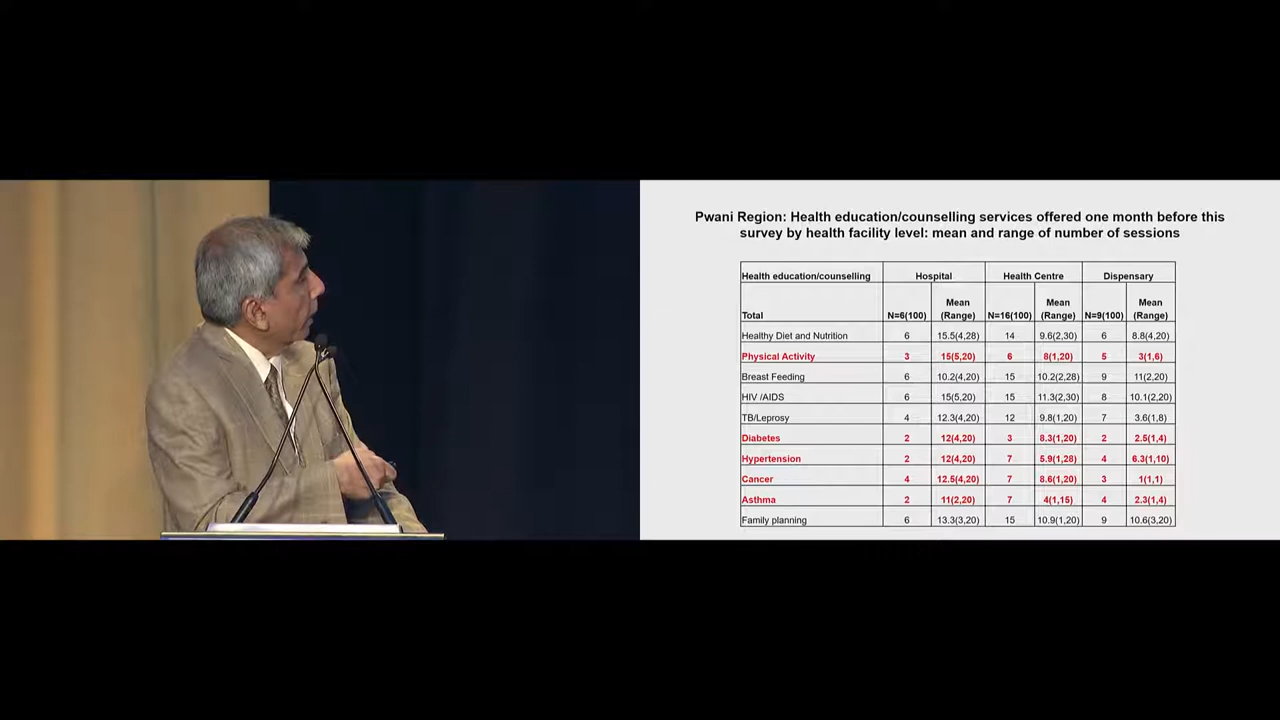 Pwani Region: Health education/counselling services offered one month before this
survey by health facility level: mean and range of number of sessions
Health education/counselling Hospital Health Centre Dispensary
Total N=6(100) Mean (Range) N=16(100) Mean (Range) N=9(100) Mean (Range)
Healthy Diet and Nutrition 6 15.5(4,28) 14 9.6(2,30) 6 8.8(4,20)
Physical Activity 3 15(5,20) 6 8(1,20) 5 3(1,6)
Breast Feeding 6 10.2(4,20) 15 10.2(2,28) 9 11(2,20)
HIV /AIDS 6 15(5,20) 15 11.3(2,30) 8 10.1(2,20)
TB/Leprosy 4 12.3(4,20) 12 9.8(1,20) 7 3.6(1,8)
Diabetes 2 12(4,20) 3 8.3(1,20) 2 2.5(1,4)
Hypertension 2 12(4,20) 7 5.9(1,28) 4 6.3(1,10)
Cancer 4 12.5(4,20) 7 8.6(1,20) 3 1(1,1)
Asthma 2 11(2,20) 7 4(1,15) 4 2.3(1,4)
Family planning 6 13.3(3,20) 15 10.9(1,20) 9 10.6(3,20)